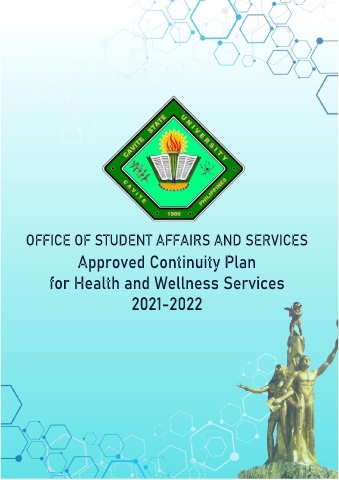 CAVITE STATE UNIVERSITY
CAVITE
PHILIPPINES
1906
OFFICE OF STUDENT AFFAIRS AND SERVICES
Approved Continuity Plan
for Health and Wellness Services
2021-2022